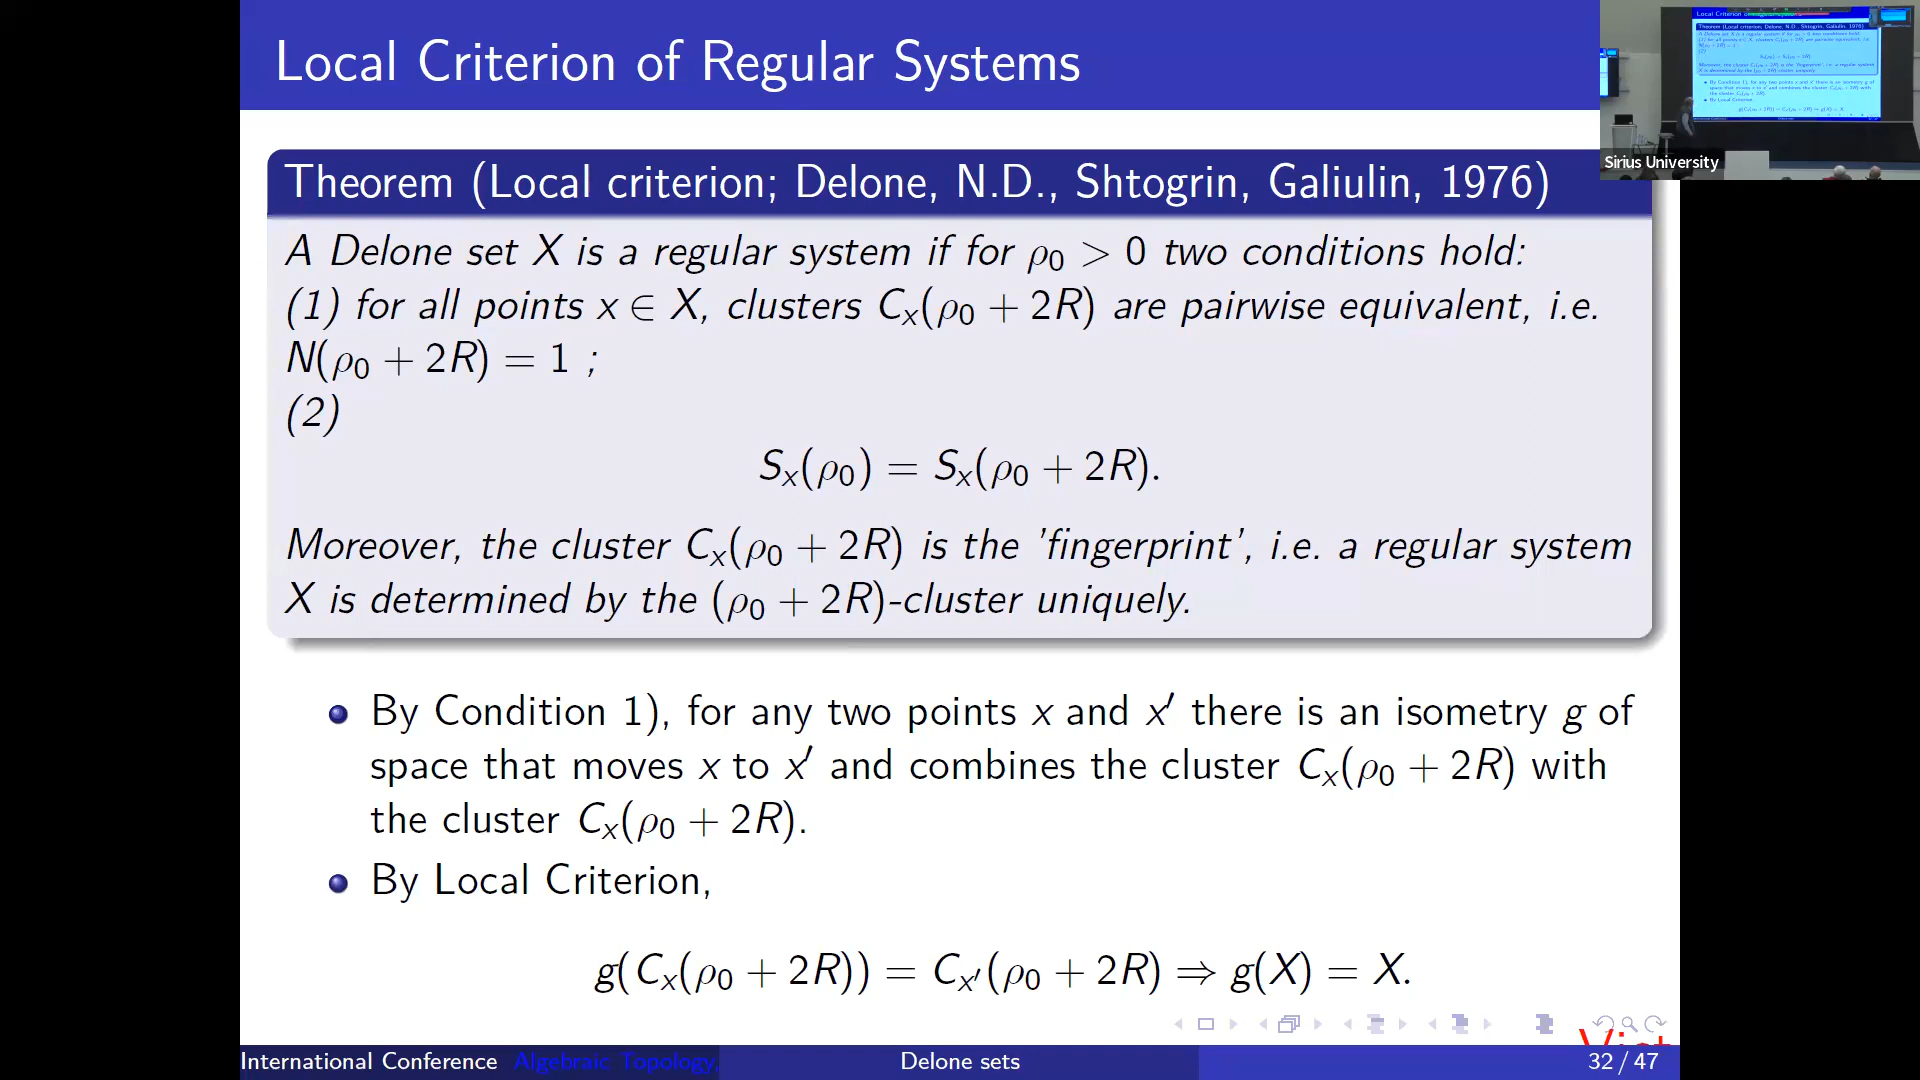 Local Criterion of Regular Systems
Theorem (Local criterion; Delone, N.D., Shtogrin, Galiulin, 1976)
A Delone set X is a regular system if for ρ₀ > 0 two conditions hold:
(1) for all points x ∈ X, clusters Cₓ(ρ₀ + 2R) are pairwise equivalent, i.e.
N(ρ₀ + 2R) = 1 ;
(2)
Sₓ(ρ₀) = Sₓ(ρ₀ + 2R).
Moreover, the cluster Cₓ(ρ₀ + 2R) is the 'fingerprint', i.e. a regular system
X is determined by the (ρ₀ + 2R)-cluster uniquely.
By Condition 1), for any two points x and x′ there is an isometry g of
space that moves x to x′ and combines the cluster Cₓ(ρ₀ + 2R) with
the cluster Cₓ(ρ₀ + 2R).
By Local Criterion,
g(Cₓ(ρ₀ + 2R)) = Cₓ′(ρ₀ + 2R) ⇒ g(X) = X.
International Conference Algebraic Topology, Delone sets 32 / 47
Sirius University